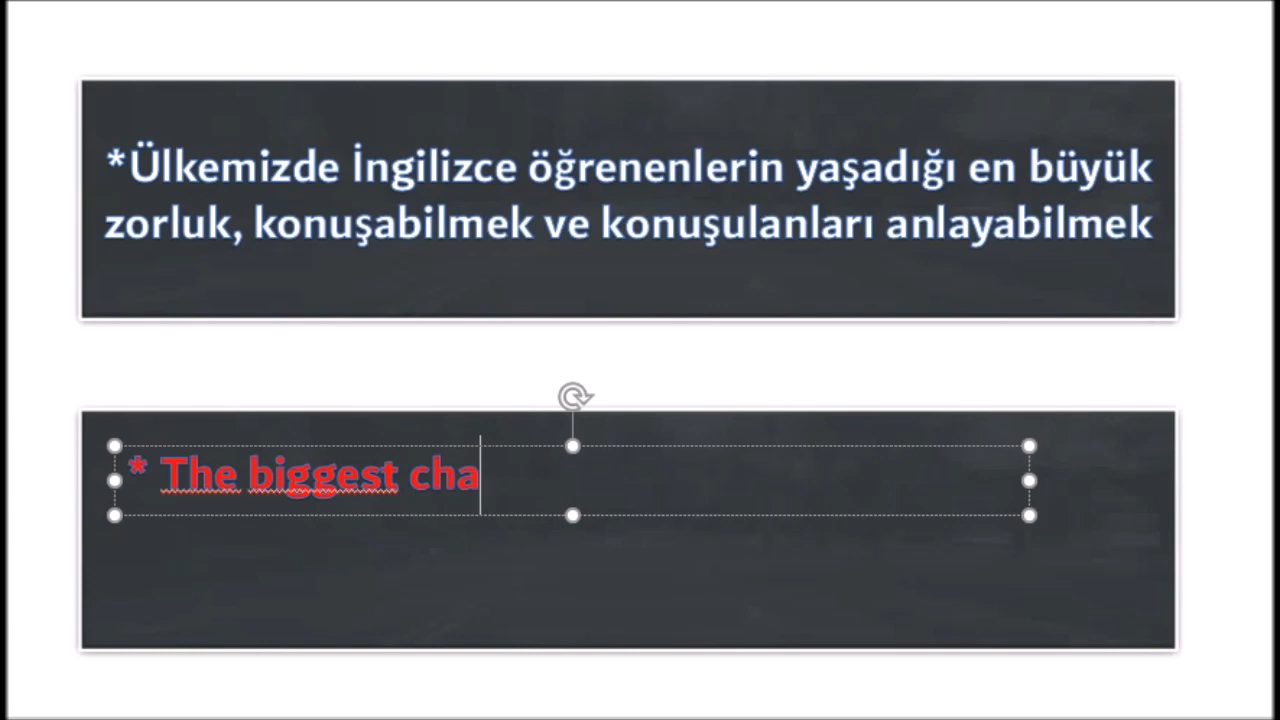 *Ülkemizde İngilizce öğrenenlerin yaşadığı en büyük
zorluk, konuşabilmek ve konuşulanları anlayabilmek
* The biggest cha